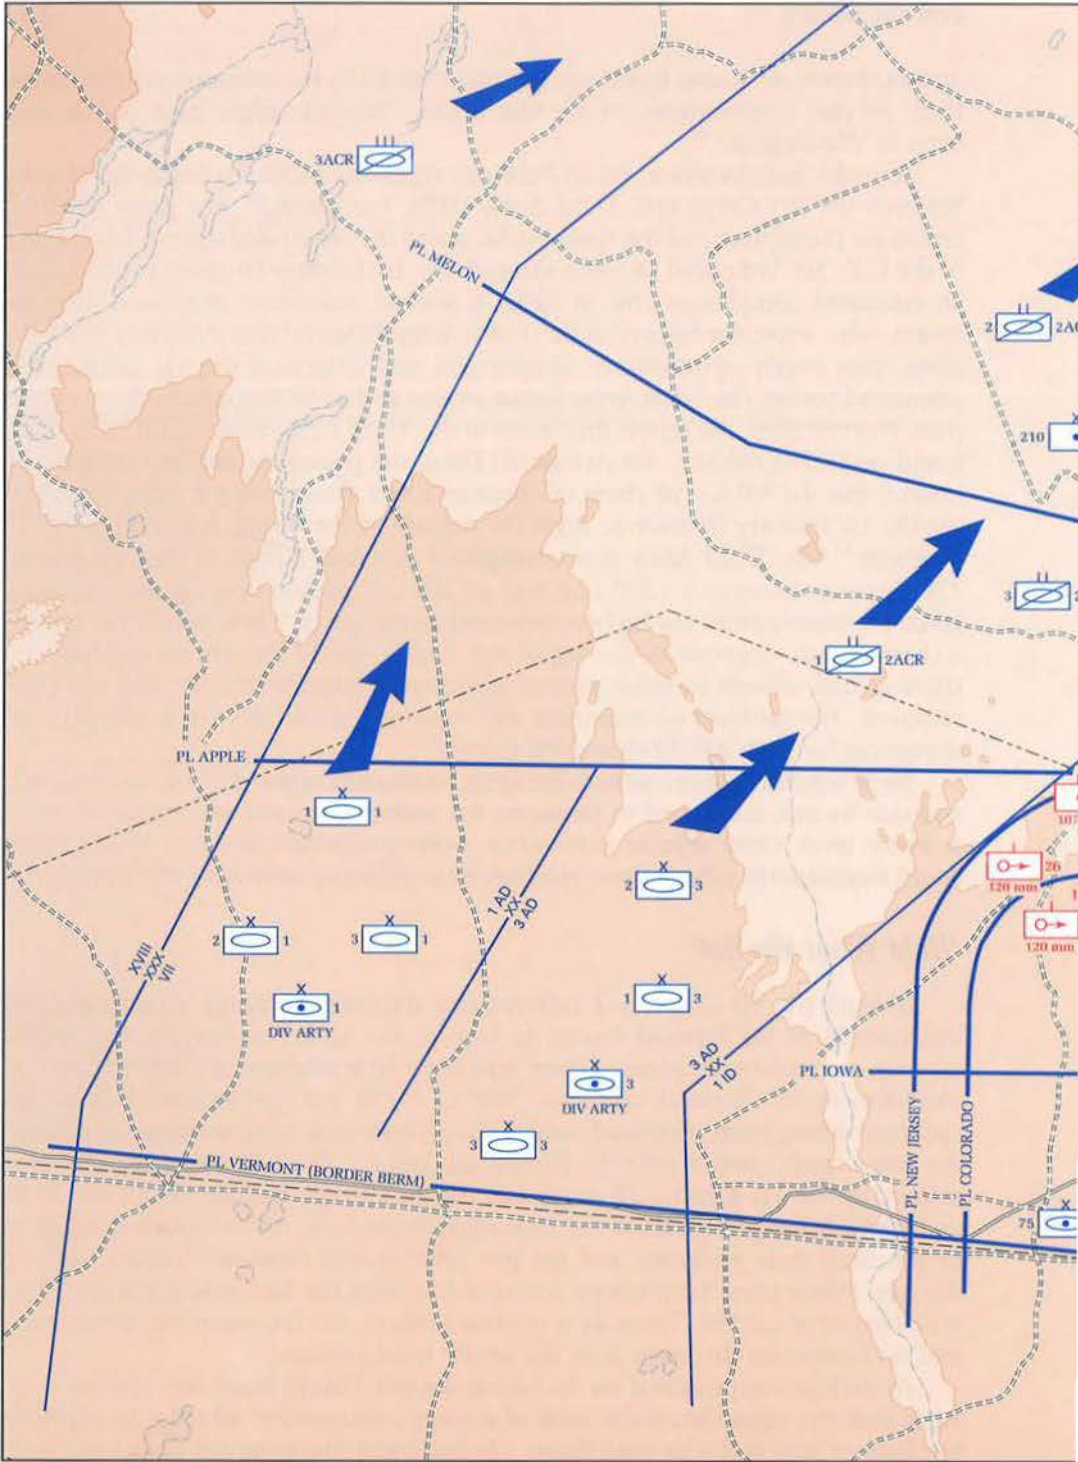 3ACR
PL MELON
2
210
3
1 2ACR
PL APPLE
1 1
107
26
120 mm
2 3
1 AD
XX
3 AD
2 1
3 1
120 mm
XVIII
XXX
VII
1 3
1
DIV ARTY
3 AD
XX
1 ID
PL IOWA
3
DIV ARTY
3 3
PL NEW JERSEY
PL COLORADO
PL VERMONT (BORDER BERM)
75